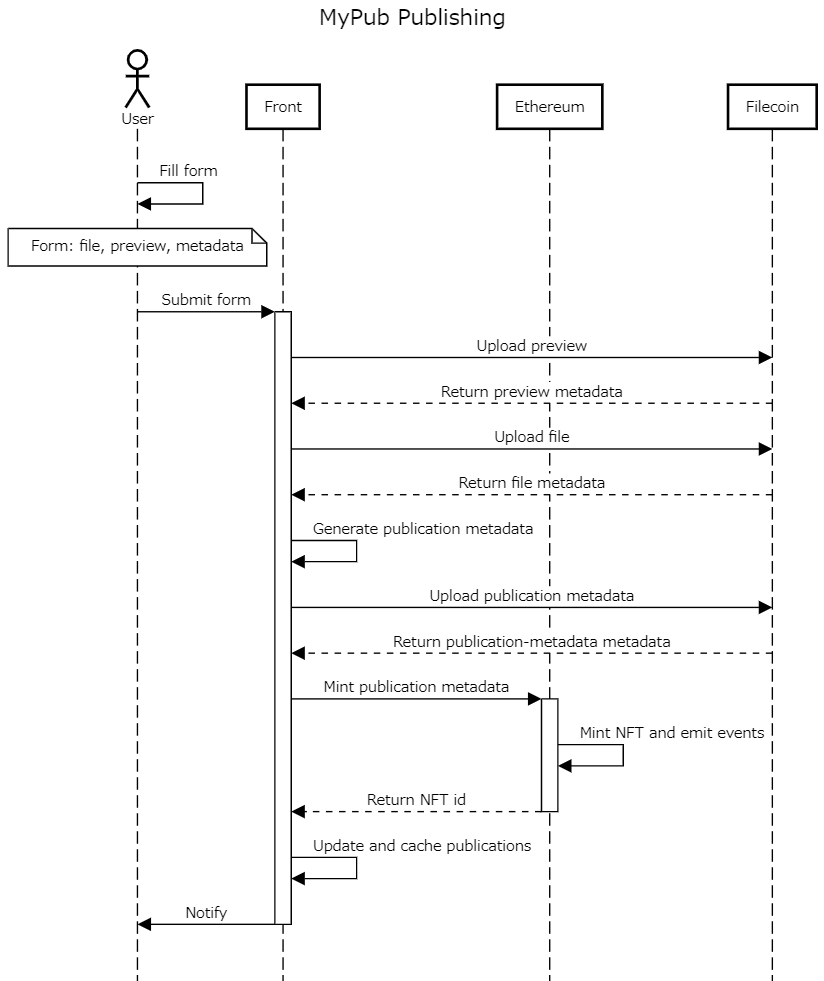 MyPub Publishing
User
Front
Ethereum
Filecoin
Fill form
Form: file, preview, metadata
Submit form
Upload preview
Return preview metadata
Upload file
Return file metadata
Generate publication metadata
Upload publication metadata
Return publication-metadata metadata
Mint publication metadata
Mint NFT and emit events
Return NFT id
Update and cache publications
Notify